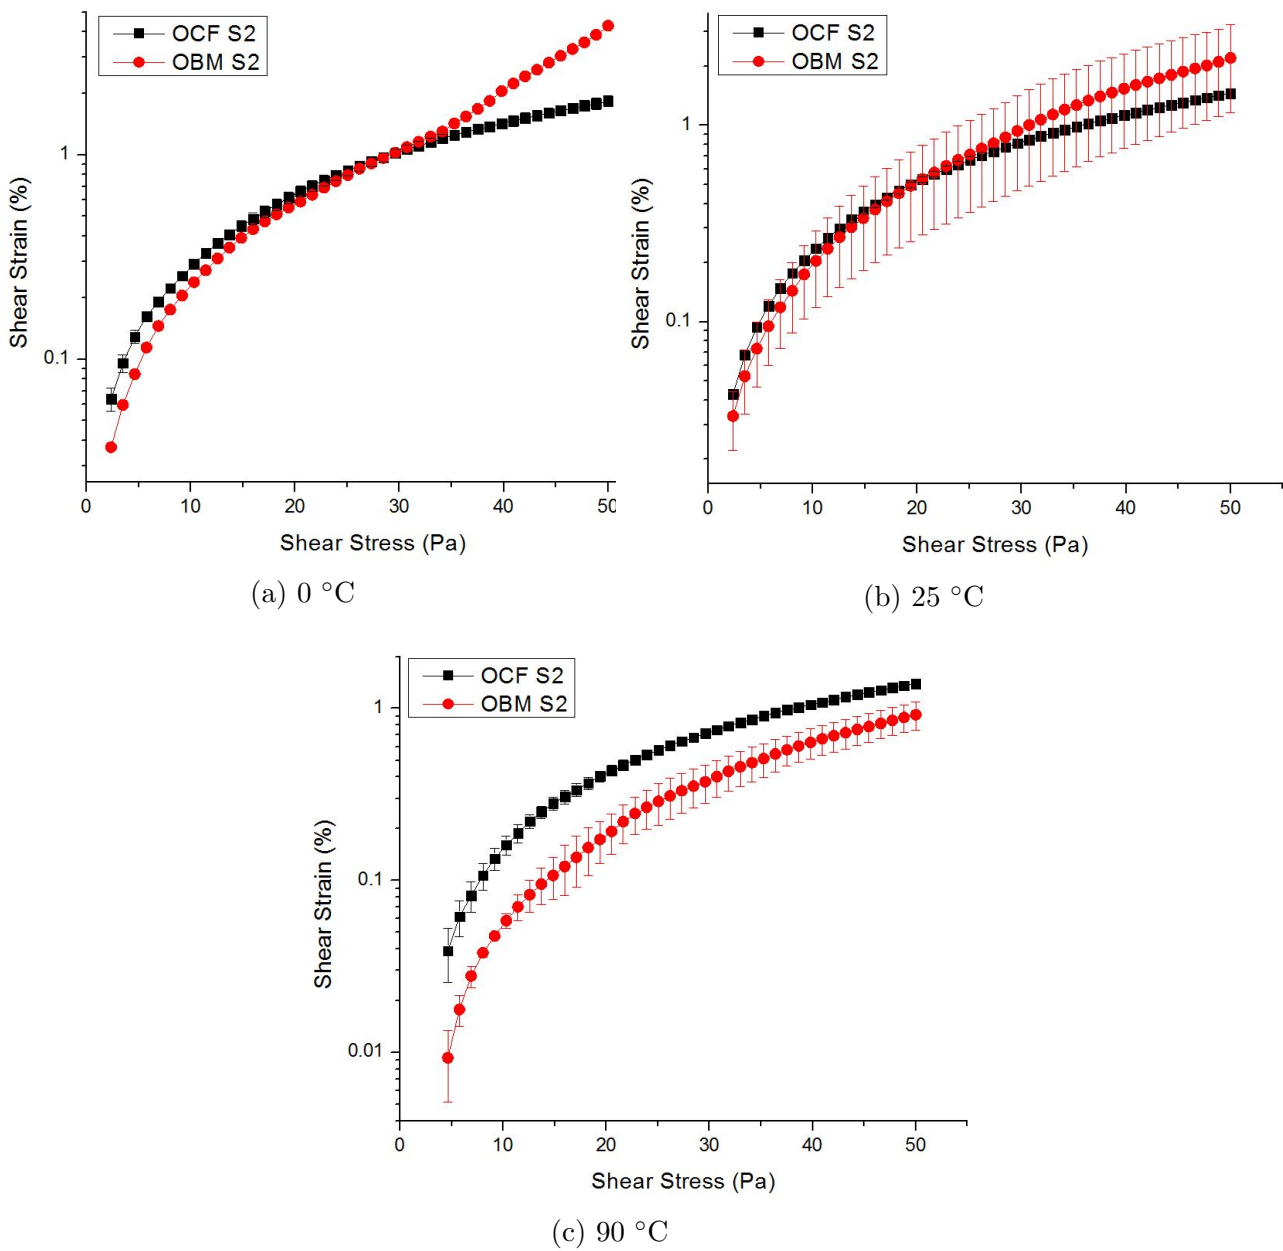 OCF S2
OBM S2
Shear Strain (%)
1
0.1
0 10 20 30 40 50
Shear Stress (Pa)
(a) 0 °C
OCF S2
OBM S2
Shear Strain (%)
1
0.1
0 10 20 30 40 50
Shear Stress (Pa)
(b) 25 °C
OCF S2
OBM S2
Shear Strain (%)
1
0.1
0.01
0 10 20 30 40 50
Shear Stress (Pa)
(c) 90 °C